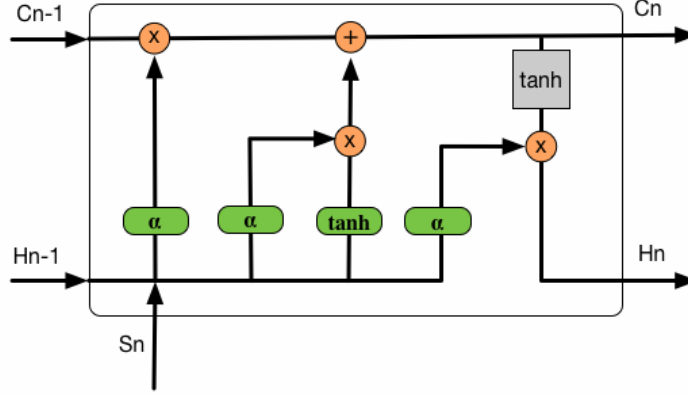 Cn-1
Cn
x
+
tanh
x
x
α
α
tanh
α
Hn-1
Hn
Sn